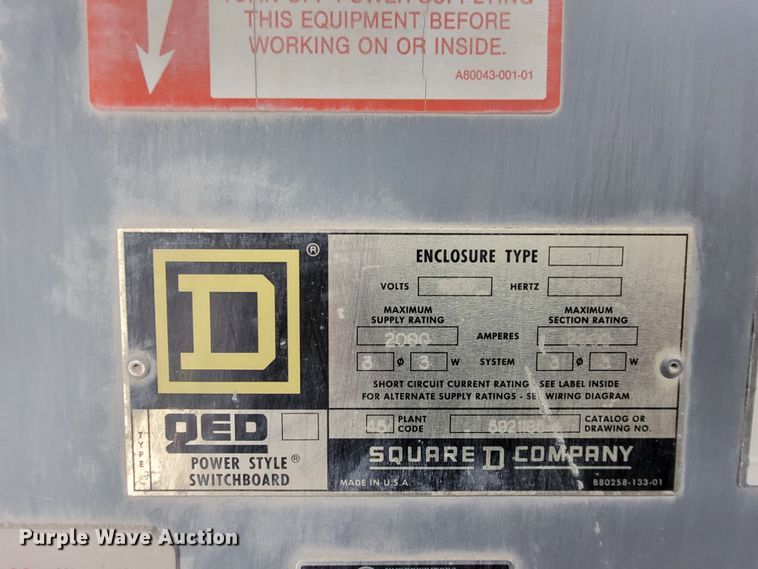 THIS EQUIPMENT BEFORE
WORKING ON OR INSIDE.
A80043-001-01
D ®
ENCLOSURE TYPE 1
VOLTS HERTZ 60
MAXIMUM SUPPLY RATING MAXIMUM SECTION RATING
2000 AMPERES
3 Ø 3 W SYSTEM 3 Ø 3 W
SHORT CIRCUIT CURRENT RATING - SEE LABEL INSIDE
FOR ALTERNATE SUPPLY RATINGS - SEE WIRING DIAGRAM
TYPE
QED
POWER STYLE®
SWITCHBOARD
PLANT CODE CATALOG OR DRAWING NO.
SQUARE D COMPANY
MADE IN U.S.A. B80258-133-01
Purple Wave Auction